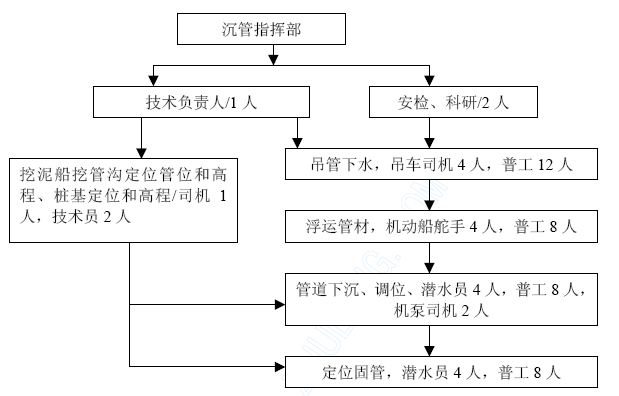 沉管指挥部
技术负责人/1 人
安检、科研/2 人
挖泥船挖管沟定位管位和高
程、桩基定位和高程/司机 1
人，技术员 2 人
吊管下水，吊车司机 4 人，普工 12 人
浮运管材，机动船舵手 4 人，普工 8 人
管道下沉、调位、潜水员 4 人，普工 8 人，
机泵司机 2 人
定位固管，潜水员 4 人，普工 8 人